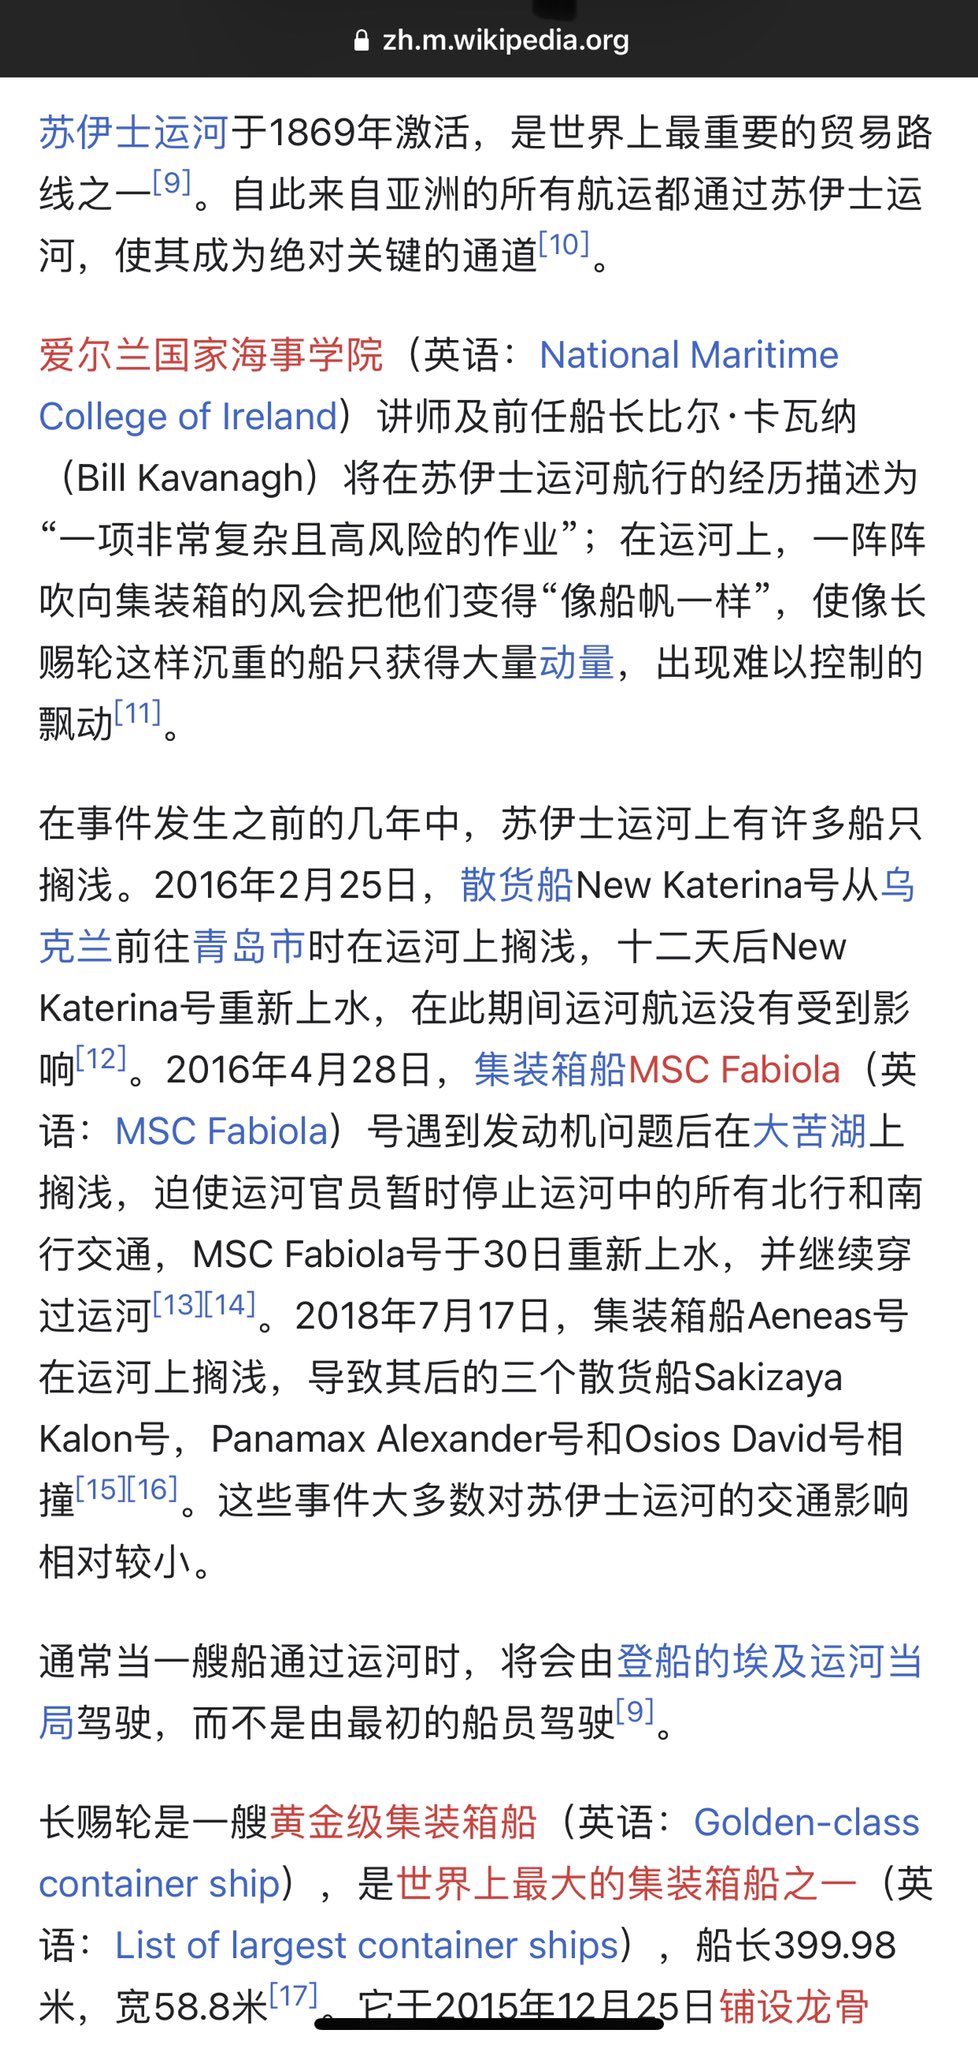 zh.m.wikipedia.org
苏伊士运河于1869年激活，是世界上最重要的贸易路
线之一[9]。自此来自亚洲的所有航运都通过苏伊士运
河，使其成为绝对关键的通道[10]。
爱尔兰国家海事学院（英语：National Maritime
College of Ireland）讲师及前任船长比尔·卡瓦纳
（Bill Kavanagh）将在苏伊士运河航行的经历描述为
“一项非常复杂且高风险的作业”；在运河上，一阵阵
吹向集装箱的风会把他们变得“像船帆一样”，使像长
赐轮这样沉重的船只获得大量动量，出现难以控制的
飘动[11]。
在事件发生之前的几年中，苏伊士运河上有许多船只
搁浅。2016年2月25日，散货船New Katerina号从乌
克兰前往青岛市时在运河上搁浅，十二天后New
Katerina号重新上水，在此期间运河航运没有受到影
响[12]。2016年4月28日，集装箱船MSC Fabiola（英
语：MSC Fabiola）号遇到发动机问题后在大苦湖上
搁浅，迫使运河官员暂时停止运河中的所有北行和南
行交通，MSC Fabiola号于30日重新上水，并继续穿
过运河[13][14]。2018年7月17日，集装箱船Aeneas号
在运河上搁浅，导致其后的三个散货船Sakizaya
Kalon号，Panamax Alexander号和Osios David号相
撞[15][16]。这些事件大多数对苏伊士运河的交通影响
相对较小。
通常当一艘船通过运河时，将会由登船的埃及运河当
局驾驶，而不是由最初的船员驾驶[9]。
长赐轮是一艘黄金级集装箱船（英语：Golden-class
container ship），是世界上最大的集装箱船之一（英
语：List of largest container ships），船长399.98
米，宽58.8米[17]。它于2015年12月25日铺设龙骨